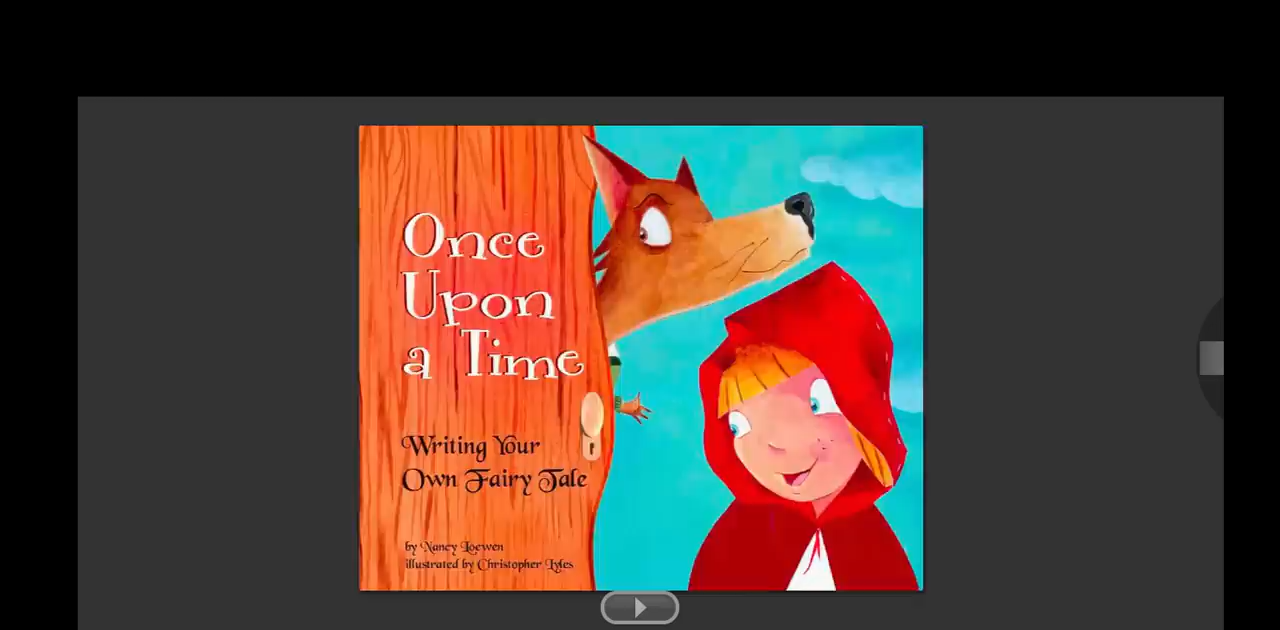 Once
Upon
a Time
Writing Your
Own Fairy Tale
by Nancy Loewen
illustrated by Christopher Lyles